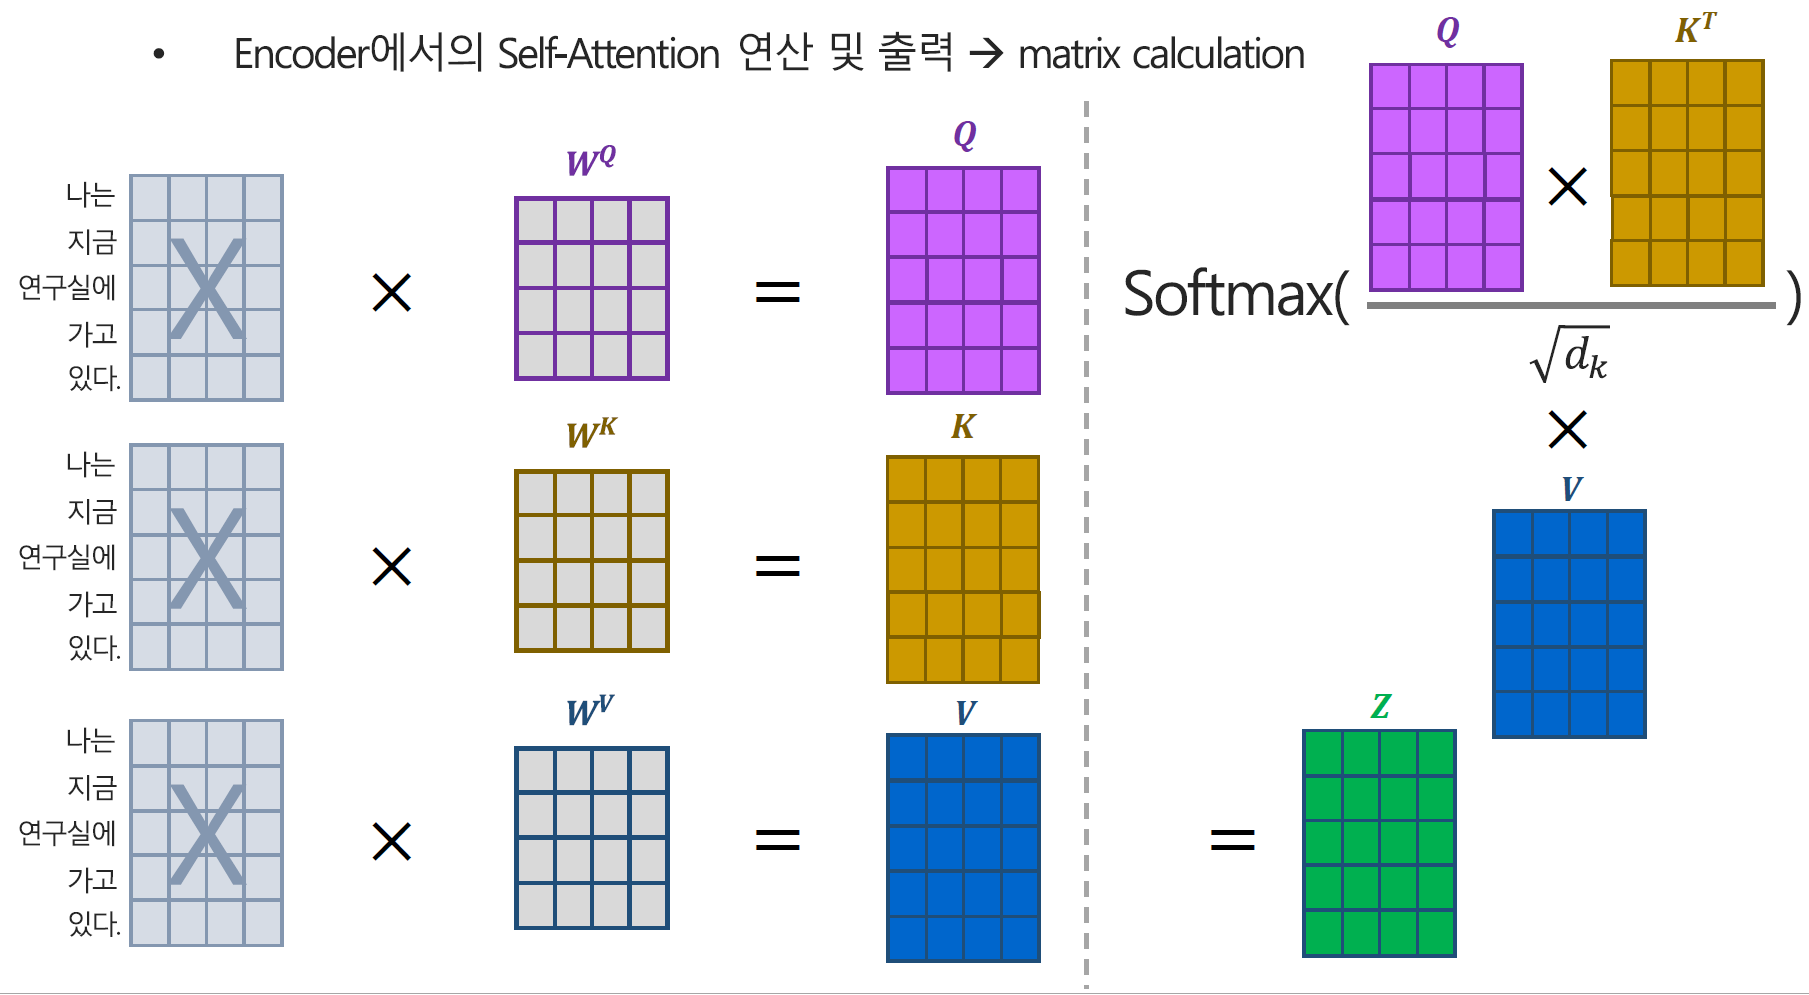 • Encoder에서의 Self-Attention 연산 및 출력 → matrix calculation
나는
지금
연구실에
가고
있다.
X
×
W^Q
=
Q
나는
지금
연구실에
가고
있다.
X
×
W^K
=
K
나는
지금
연구실에
가고
있다.
X
×
W^V
=
V
Q
×
K^T
Softmax( )
√d_k
×
V
=
Z